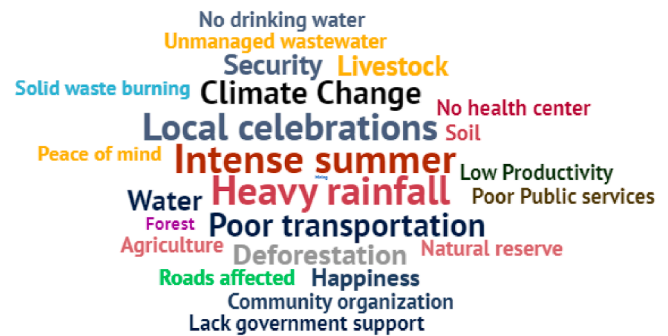 No drinking water
Unmanaged wastewater
Security Livestock
Solid waste burning Climate Change
No health center
Local celebrations Soil
Peace of mind Intense summer
Low Productivity
Heavy rainfall
Water Poor Public services
Forest Poor transportation
Agriculture Deforestation Natural reserve
Roads affected Happiness
Community organization
Lack government support